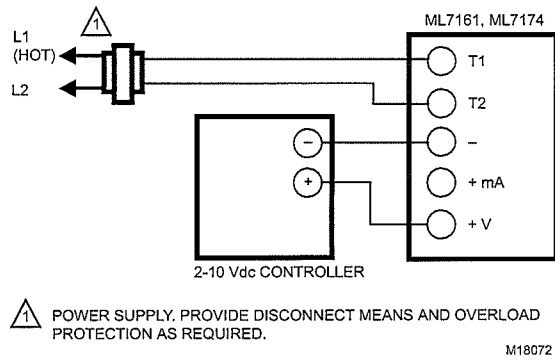 ML7161, ML7174
1
L1
(HOT)
L2
T1
T2
–
+ mA
+ V
–
+
2-10 Vdc CONTROLLER
1 POWER SUPPLY. PROVIDE DISCONNECT MEANS AND OVERLOAD
PROTECTION AS REQUIRED.
M18072